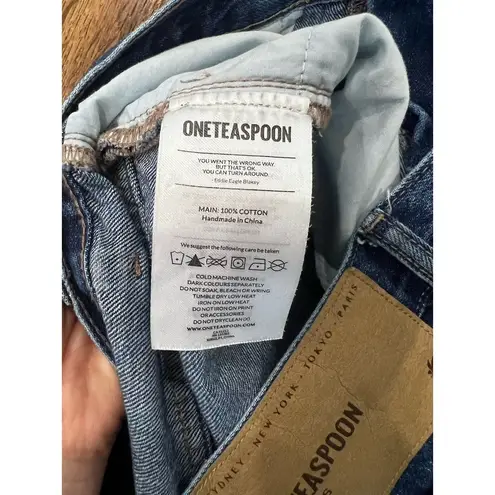 ONETEASPOON
YOU WENT THE WRONG WAY
BUT THAT'S OK.
YOU CAN TURN AROUND.
Eddie Eagle Blakey
MAIN: 100% COTTON
Handmade in China
We suggest the following care be taken
COLD MACHINE WASH
DARK COLOURS SEPARATELY
DO NOT SOAK, BLEACH OR WRING
TUMBLE DRY LOW HEAT
IRON ON LOW HEAT
DO NOT IRON ON PRINT
OR ACCESSORIES
DO NOT DRYCLEAN (X)
WWW.ONETEASPOON.COM
YDNEY - NEW YORK - TOKYO - PARIS
TEASPOON